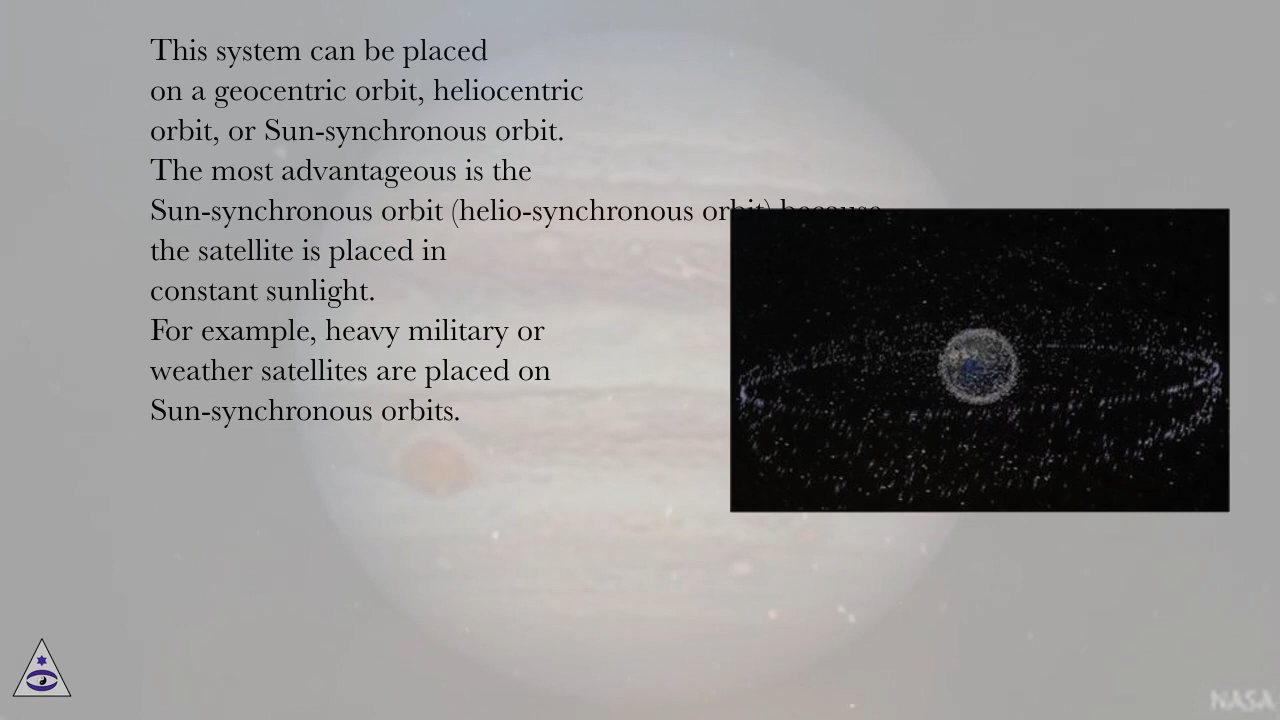 This system can be placed
on a geocentric orbit, heliocentric
orbit, or Sun-synchronous orbit.
The most advantageous is the
Sun-synchronous orbit (helio-synchronous orbit) because
the satellite is placed in
constant sunlight.
For example, heavy military or
weather satellites are placed on
Sun-synchronous orbits.
NASA